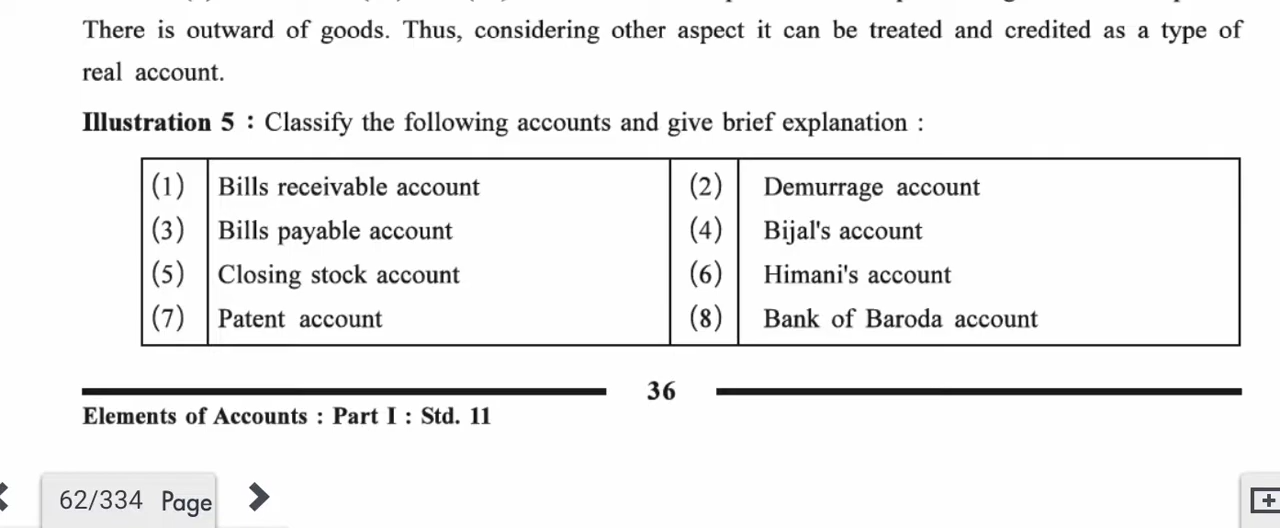 There is outward of goods. Thus, considering other aspect it can be treated and credited as a type of
real account.
Illustration 5 : Classify the following accounts and give brief explanation :
(1) Bills receivable account (2) Demurrage account
(3) Bills payable account (4) Bijal's account
(5) Closing stock account (6) Himani's account
(7) Patent account (8) Bank of Baroda account
36
Elements of Accounts : Part I : Std. 11
62/334 Page